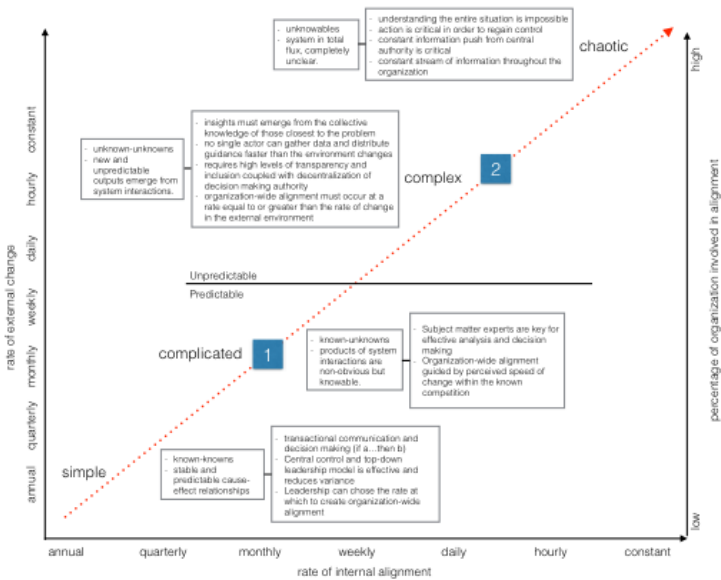 - unknowables
- system in total
flux, completely
unclear.
- understanding the entire situation is impossible
- action is critical in order to regain control
- constant information push from central
authority is critical
- constant stream of information throughout the
organization
chaotic
high
- unknown-unknowns
- new and
unpredictable
outputs emerge from
system interactions.
- insights must emerge from the collective
knowledge of those closest to the problem
- no single actor can gather data and distribute
guidance faster than the environment changes
- requires high levels of transparency and
inclusion coupled with decentralization of
decision making authority
- organization-wide alignment must occur at a
rate equal to or greater than the rate of change
in the external environment
complex
2
Unpredictable
Predictable
complicated
1
- known-unknowns
- products of system
interactions are
non-obvious but
knowable.
- Subject matter experts are key for
effective analysis and decision
making
- Organization-wide alignment
guided by perceived speed of
change within the known
competition
simple
- known-knowns
- stable and
predictable cause-
effect relationships
- transactional communication and
decision making (if a...then b)
- Central control and top-down
leadership model is effective and
reduces variance
- Leadership can chose the rate at
which to create organization-wide
alignment
rate of external change
constant
hourly
daily
weekly
monthly
quarterly
annual
percentage of organization involved in alignment
low
annual
quarterly
monthly
weekly
daily
hourly
constant
rate of internal alignment